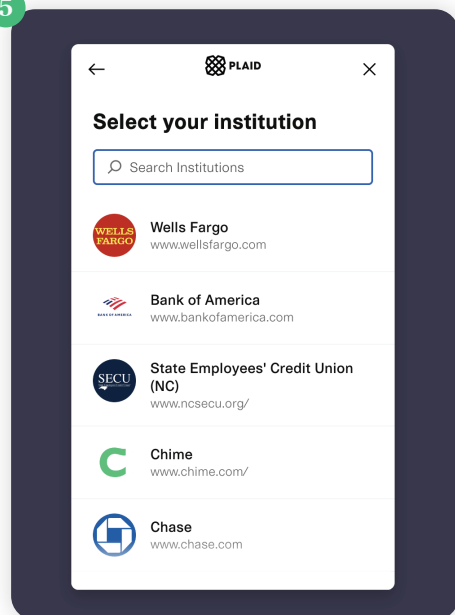 5
PLAID
Select your institution
Search Institutions
WELLS
FARGO
Wells Fargo
www.wellsfargo.com
BANK OF AMERICA
Bank of America
www.bankofamerica.com
SECU
State Employees' Credit Union
(NC)
www.ncsecu.org/
Chime
www.chime.com/
Chase
www.chase.com